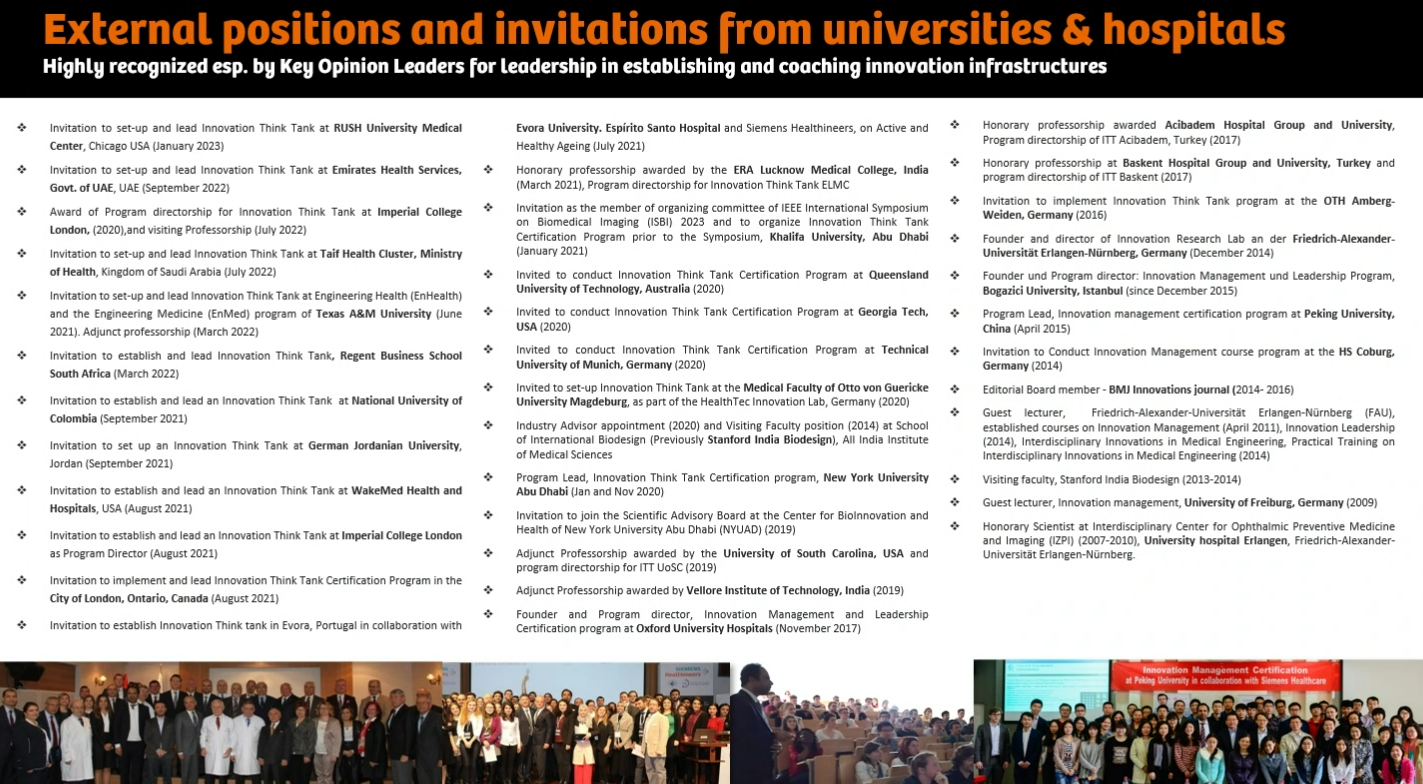 External positions and invitations from universities & hospitals
Highly recognized esp. by Key Opinion Leaders for leadership in establishing and coaching innovation infrastructures
❖ Invitation to set-up and lead Innovation Think Tank at RUSH University Medical
Center, Chicago USA (January 2023)
❖ Invitation to set-up and lead Innovation Think Tank at Emirates Health Services,
Govt. of UAE, UAE (September 2022)
❖ Award of Program directorship for Innovation Think Tank at Imperial College
London, (2020),and visiting Professorship (July 2022)
❖ Invitation to set-up and lead Innovation Think Tank at Taif Health Cluster, Ministry
of Health, Kingdom of Saudi Arabia (July 2022)
❖ Invitation to set-up and lead Innovation Think Tank at Engineering Health (EnHealth)
and the Engineering Medicine (EnMed) program of Texas A&M University (June
2021). Adjunct professorship (March 2022)
❖ Invitation to establish and lead Innovation Think Tank, Regent Business School
South Africa (March 2022)
❖ Invitation to establish and lead an Innovation Think Tank at National University of
Colombia (September 2021)
❖ Invitation to set up an Innovation Think Tank at German Jordanian University,
Jordan (September 2021)
❖ Invitation to establish and lead an Innovation Think Tank at WakeMed Health and
Hospitals, USA (August 2021)
❖ Invitation to establish and lead an Innovation Think Tank at Imperial College London
as Program Director (August 2021)
❖ Invitation to implement and lead Innovation Think Tank Certification Program in the
City of London, Ontario, Canada (August 2021)
❖ Invitation to establish Innovation Think tank in Evora, Portugal in collaboration with
Evora University. Espírito Santo Hospital and Siemens Healthineers, on Active and
Healthy Ageing (July 2021)
❖ Honorary professorship awarded by the ERA Lucknow Medical College, India
(March 2021), Program directorship for Innovation Think Tank ELMC
❖ Invitation as the member of organizing committee of IEEE International Symposium
on Biomedical Imaging (ISBI) 2023 and to organize Innovation Think Tank
Certification Program prior to the Symposium, Khalifa University, Abu Dhabi
(January 2021)
❖ Invited to conduct Innovation Think Tank Certification Program at Queensland
University of Technology, Australia (2020)
❖ Invited to conduct Innovation Think Tank Certification Program at Georgia Tech,
USA (2020)
❖ Invited to conduct Innovation Think Tank Certification Program at Technical
University of Munich, Germany (2020)
❖ Invited to set-up Innovation Think Tank at the Medical Faculty of Otto von Guericke
University Magdeburg, as part of the HealthTec Innovation Lab, Germany (2020)
❖ Industry Advisor appointment (2020) and Visiting Faculty position (2014) at School
of International Biodesign (Previously Stanford India Biodesign), All India Institute
of Medical Sciences
❖ Program Lead, Innovation Think Tank Certification program, New York University
Abu Dhabi (Jan and Nov 2020)
❖ Invitation to join the Scientific Advisory Board at the Center for BioInnovation and
Health of New York University Abu Dhabi (NYUAD) (2019)
❖ Adjunct Professorship awarded by the University of South Carolina, USA and
program directorship for ITT UoSC (2019)
❖ Adjunct Professorship awarded by Vellore Institute of Technology, India (2019)
❖ Founder and Program director, Innovation Management and Leadership
Certification program at Oxford University Hospitals (November 2017)
❖ Honorary professorship awarded Acibadem Hospital Group and University,
Program directorship of ITT Acibadem, Turkey (2017)
❖ Honorary professorship at Baskent Hospital Group and University, Turkey and
program directorship of ITT Baskent (2017)
❖ Invitation to implement Innovation Think Tank program at the OTH Amberg-
Weiden, Germany (2016)
❖ Founder and director of Innovation Research Lab an der Friedrich-Alexander-
Universität Erlangen-Nürnberg, Germany (December 2014)
❖ Founder und Program director: Innovation Management und Leadership Program,
Bogazici University, Istanbul (since December 2015)
❖ Program Lead, Innovation management certification program at Peking University,
China (April 2015)
❖ Invitation to Conduct Innovation Management course program at the HS Coburg,
Germany (2014)
❖ Editorial Board member - BMJ Innovations journal (2014- 2016)
❖ Guest lecturer, Friedrich-Alexander-Universität Erlangen-Nürnberg (FAU),
established courses on Innovation Management (April 2011), Innovation Leadership
(2014), Interdisciplinary Innovations in Medical Engineering, Practical Training on
Interdisciplinary Innovations in Medical Engineering (2014)
❖ Visiting faculty, Stanford India Biodesign (2013-2014)
❖ Guest lecturer, Innovation management, University of Freiburg, Germany (2009)
❖ Honorary Scientist at Interdisciplinary Center for Ophthalmic Preventive Medicine
and Imaging (IZPI) (2007-2010), University hospital Erlangen, Friedrich-Alexander-
Universität Erlangen-Nürnberg.
SIEMENS
Healthineers
Innovation Management Certification
at Peking University in collaboration with Siemens Healthcare